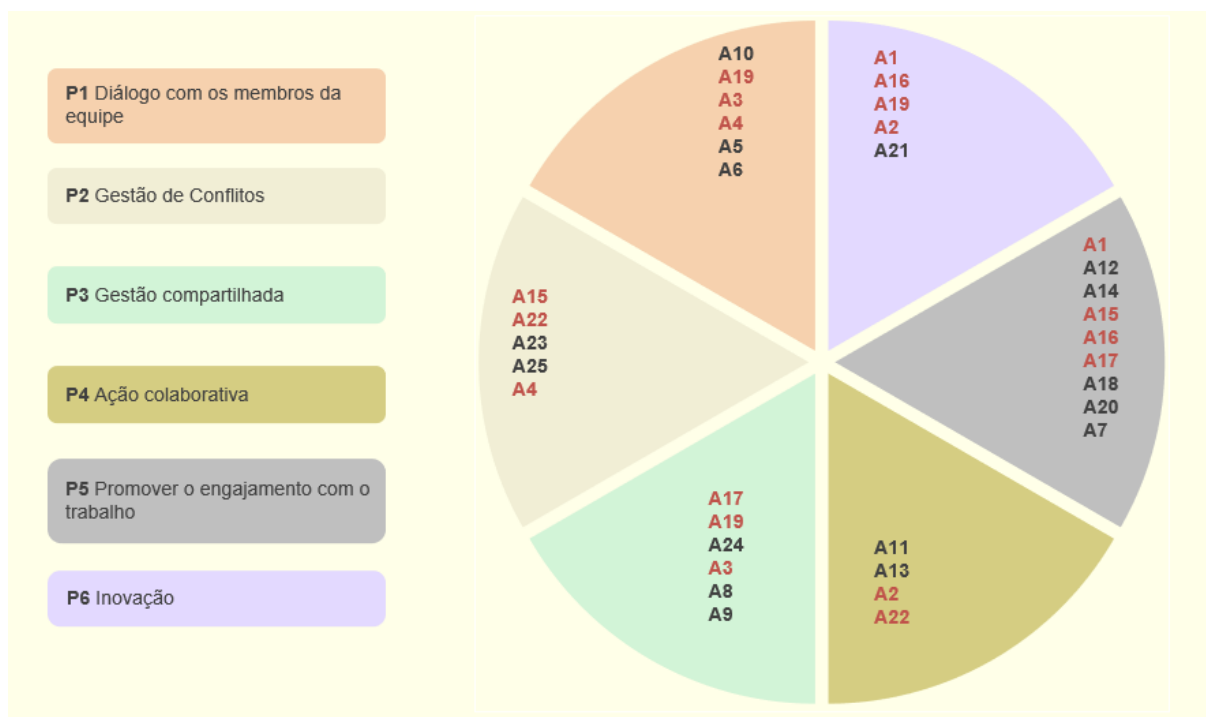 P1 Diálogo com os membros da
equipe
P2 Gestão de Conflitos
P3 Gestão compartilhada
P4 Ação colaborativa
P5 Promover o engajamento com o
trabalho
P6 Inovação
A10
A19
A3
A4
A5
A6
A1
A16
A19
A2
A21
A15
A22
A23
A25
A4
A1
A12
A14
A15
A16
A17
A18
A20
A7
A17
A19
A24
A3
A8
A9
A11
A13
A2
A22